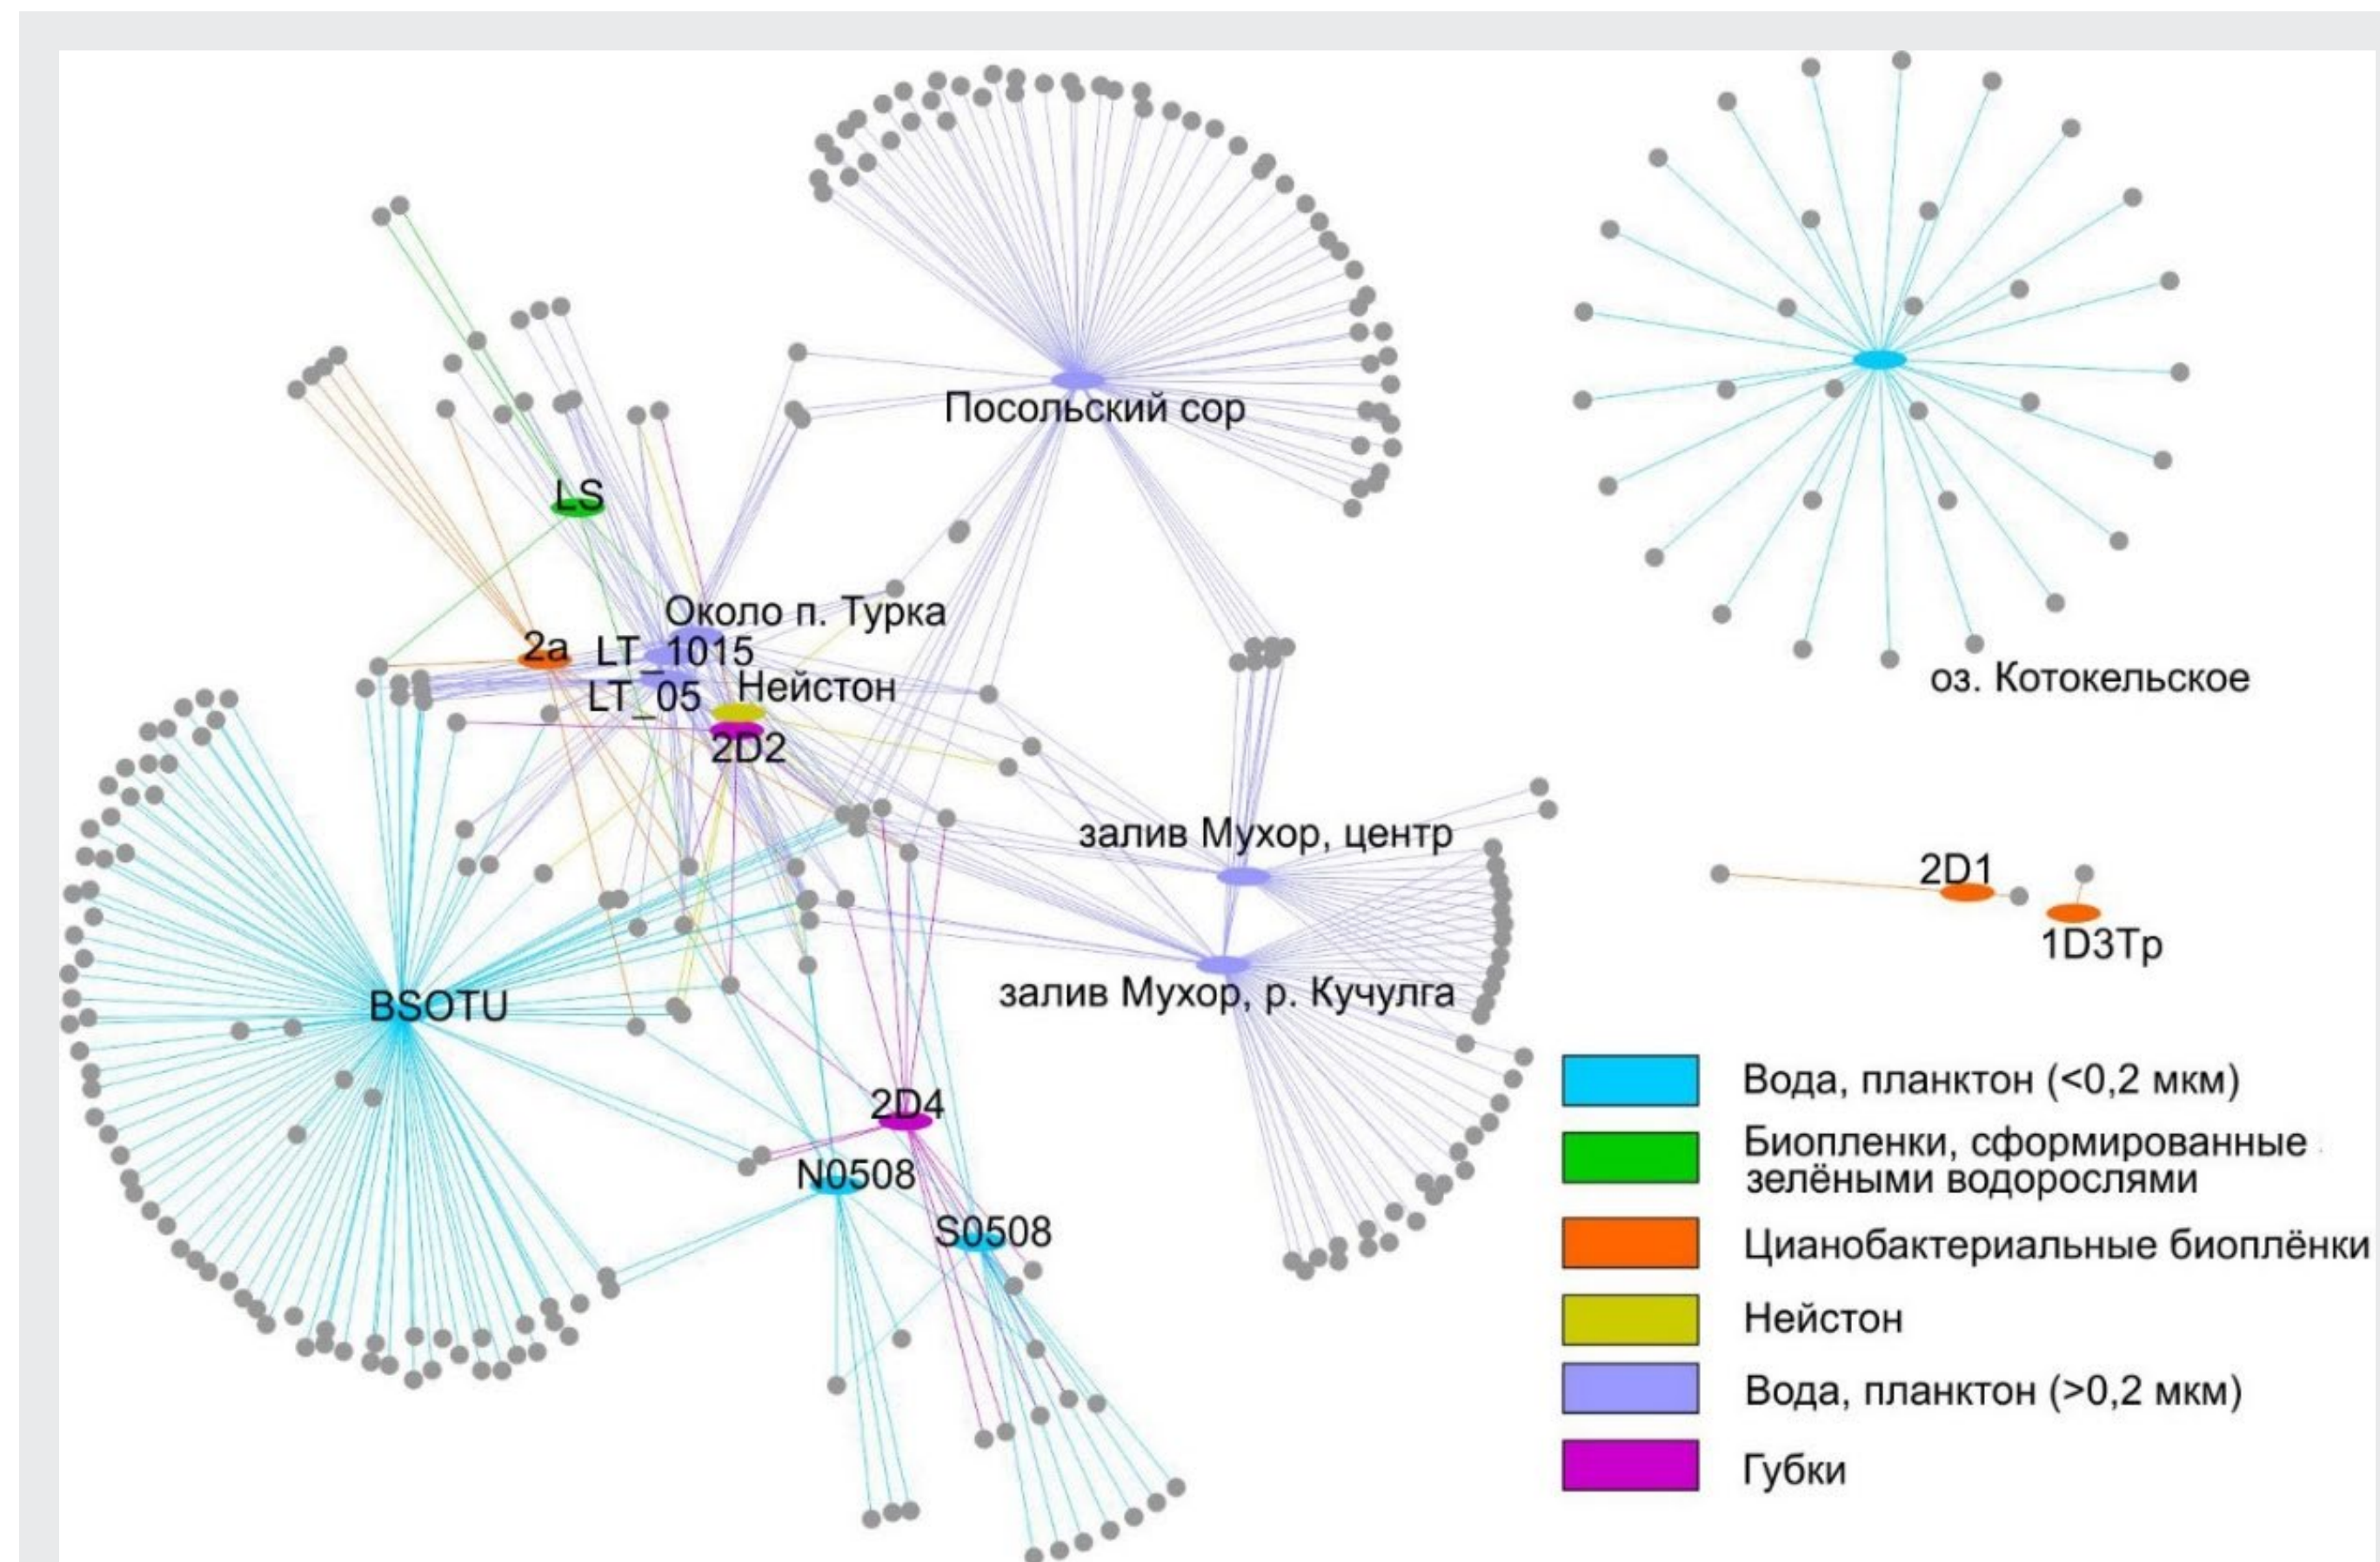 Посольский сор
LS
Около п. Турка
2a
LT_1015
LT_05
Нейстон
2D2
оз. Котокельское
залив Мухор, центр
2D1
1D3Тр
BSOTU
залив Мухор, р. Кучулга
2D4
N0508
S0508
Вода, планктон (<0,2 мкм)
Биопленки, сформированные
зелёными водорослями
Цианобактериальные биоплёнки
Нейстон
Вода, планктон (>0,2 мкм)
Губки